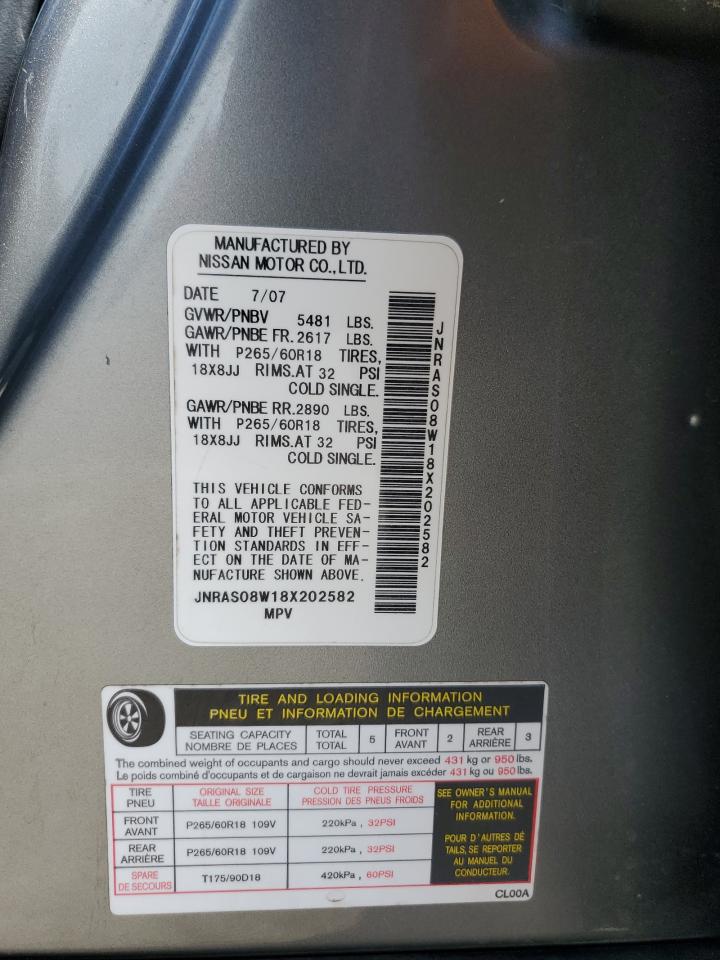 MANUFACTURED BY
NISSAN MOTOR CO.,LTD.
DATE 7/07
GVWR/PNBV 5481 LBS.
GAWR/PNBE FR.2617 LBS.
WITH P265/60R18 TIRES,
18X8JJ RIMS.AT 32 PSI
COLD SINGLE.
GAWR/PNBE RR.2890 LBS.
WITH P265/60R18 TIRES,
18X8JJ RIMS.AT 32 PSI
COLD SINGLE.
THIS VEHICLE CONFORMS
TO ALL APPLICABLE FED-
ERAL MOTOR VEHICLE SA-
FETY AND THEFT PREVEN-
TION STANDARDS IN EFF-
ECT ON THE DATE OF MA-
NUFACTURE SHOWN ABOVE.
JNRAS08W18X202582
MPV
JNRAS08W18X202582
TIRE AND LOADING INFORMATION
PNEU ET INFORMATION DE CHARGEMENT
SEATING CAPACITY TOTAL 5 FRONT 2 REAR 3
NOMBRE DE PLACES TOTAL AVANT ARRIÈRE
The combined weight of occupants and cargo should never exceed 431 kg or 950 lbs.
Le poids combiné d'occupants et de cargaison ne devrait jamais excéder 431 kg ou 950 lbs.
TIRE ORIGINAL SIZE COLD TIRE PRESSURE
PNEU TAILLE ORIGINALE PRESSION DES PNEUS FROIDS
FRONT
AVANT P265/60R18 109V 220kPa , 32PSI
REAR
ARRIÈRE P265/60R18 109V 220kPa , 32PSI
SPARE
DE SECOURS T175/90D18 420kPa , 60PSI
SEE OWNER'S MANUAL
FOR ADDITIONAL
INFORMATION.
POUR D'AUTRES DÉ
TAILS, SE REPORTER
AU MANUEL DU
CONDUCTEUR.
CL00A